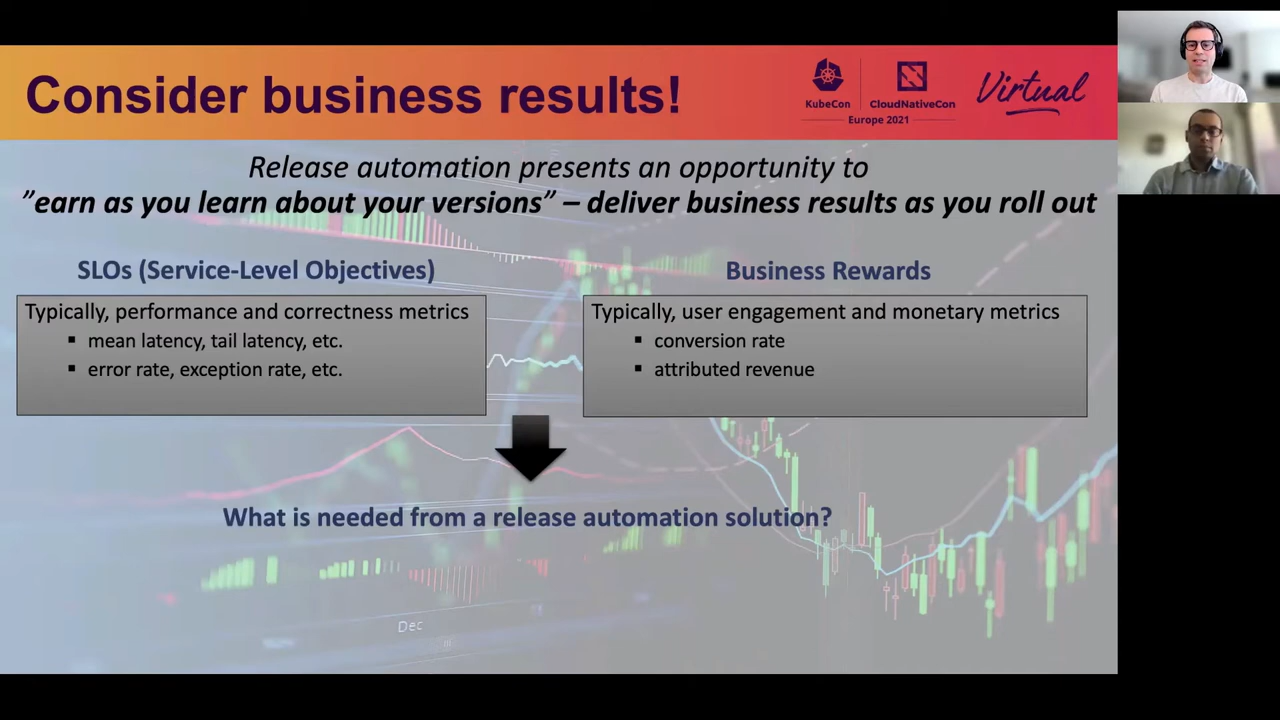 Consider business results!
KubeCon
CloudNativeCon
Europe 2021
Virtual
Release automation presents an opportunity to
”earn as you learn about your versions” – deliver business results as you roll out
SLOs (Service-Level Objectives)
Typically, performance and correctness metrics
▪ mean latency, tail latency, etc.
▪ error rate, exception rate, etc.
Business Rewards
Typically, user engagement and monetary metrics
▪ conversion rate
▪ attributed revenue
What is needed from a release automation solution?
Dec